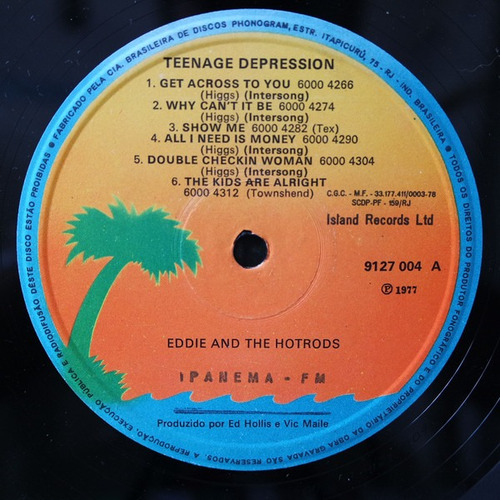 TEENAGE DEPRESSION
1. GET ACROSS TO YOU 6000 4266
(Higgs) (Intersong)
2. WHY CAN'T IT BE 6000 4274
(Higgs) (Intersong)
3. SHOW ME 6000 4282 (Tex)
4. ALL I NEED IS MONEY 6000 4290
(Higgs) (Intersong)
5. DOUBLE CHECKIN WOMAN 6000 4304
(Higgs) (Intersong)
6. THE KIDS ARE ALRIGHT
6000 4312 (Townshend)
C.G.C. - M.F. - 33.177.411/0003-78
SCDP-PF - 159/RJ
Island Records Ltd
9127 004 A
Ⓟ 1977
EDDIE AND THE HOTRODS
IPANEMA - FM
Produzido por Ed Hollis e Vic Maile
• FABRICADO PELA CIA. BRASILEIRA DE DISCOS PHONOGRAM, ESTR. ITAPICURÚ, 75 - RJ - IND. BRASILEIRA • TODOS OS DIREITOS DO PRODUTOR FONOGRÁFICO E DO PROPRIETÁRIO DA OBRA GRAVADA SÃO RESERVADOS. A REPRODUÇÃO, EXECUÇÃO PÚBLICA E RADIODIFUSÃO DESTE DISCO ESTÃO PROIBIDAS